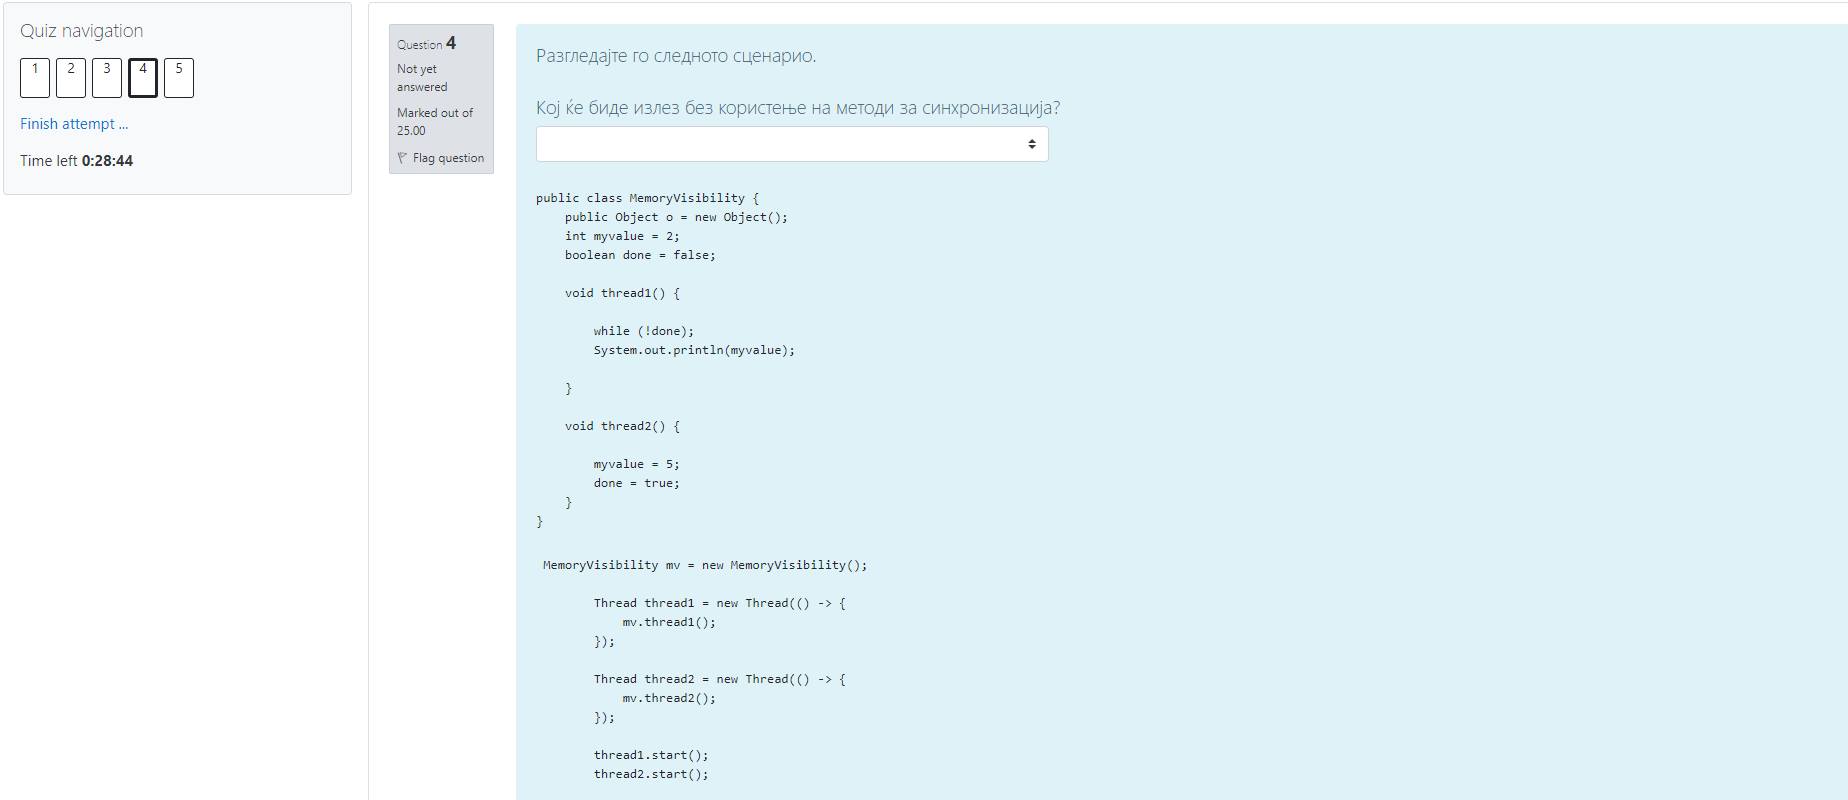 Quiz navigation
1 2 3 4 5
Finish attempt ...
Time left 0:28:44
Question 4
Not yet
answered
Marked out of
25.00
Flag question
Разгледајте го следното сценарио.
Кој ќе биде излез без користење на методи за синхронизација?
public class MemoryVisibility {
    public Object o = new Object();
    int myvalue = 2;
    boolean done = false;
    void thread1() {
        while (!done);
        System.out.println(myvalue);
    }
    void thread2() {
        myvalue = 5;
        done = true;
    }
}
 MemoryVisibility mv = new MemoryVisibility();
        Thread thread1 = new Thread(() -> {
            mv.thread1();
        });
        Thread thread2 = new Thread(() -> {
            mv.thread2();
        });
        thread1.start();
        thread2.start();